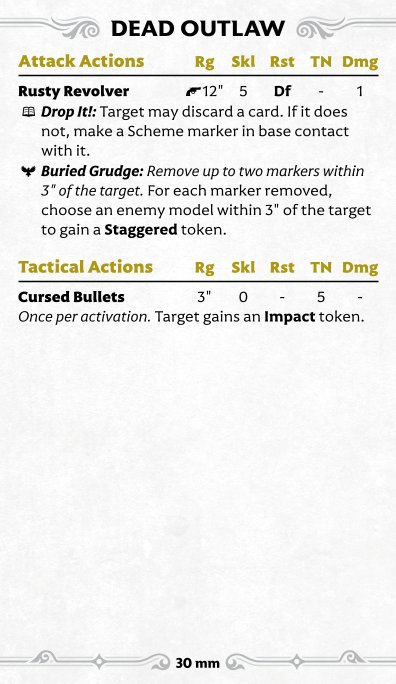 DEAD OUTLAW
Attack Actions Rg Skl Rst TN Dmg
Rusty Revolver 12" 5 Df - 1
Drop It!: Target may discard a card. If it does
not, make a Scheme marker in base contact
with it.
Buried Grudge: Remove up to two markers within
3" of the target. For each marker removed,
choose an enemy model within 3" of the target
to gain a Staggered token.
Tactical Actions Rg Skl Rst TN Dmg
Cursed Bullets 3" 0 - 5 -
Once per activation. Target gains an Impact token.
30 mm